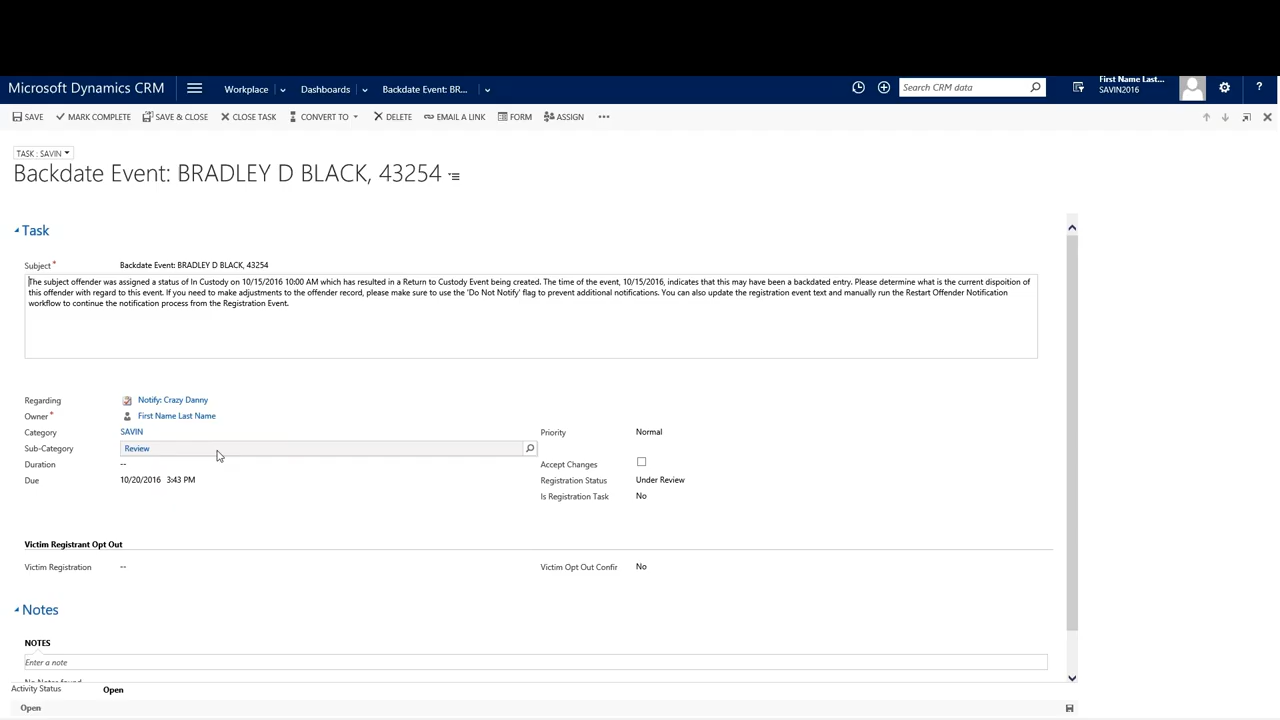 Microsoft Dynamics CRM Workplace Dashboards Backdate Event: BR... Search CRM data First Name Last... ?
SAVIN2016
SAVE MARK COMPLETE SAVE & CLOSE CLOSE TASK CONVERT TO DELETE EMAIL A LINK FORM ASSIGN ...
TASK : SAVIN
Backdate Event: BRADLEY D BLACK, 43254
Task
Subject * Backdate Event: BRADLEY D BLACK, 43254
The subject offender was assigned a status of In Custody on 10/15/2016 10:00 AM which has resulted in a Return to Custody Event being created. The time of the event, 10/15/2016, indicates that this may have been a backdated entry. Please determine what is the current dispoition of
this offender with regard to this event. If you need to make adjustments to the offender record, please make sure to use the 'Do Not Notify' flag to prevent additional notifications. You can also update the registration event text and manually run the Restart Offender Notification
workflow to continue the notification process from the Registration Event.
Regarding Notify: Crazy Danny
Owner * First Name Last Name
Category SAVIN Priority Normal
Sub-Category Review
Duration -- Accept Changes
Due 10/20/2016 3:43 PM Registration Status Under Review
Is Registration Task No
Victim Registrant Opt Out
Victim Registration -- Victim Opt Out Confir No
Notes
NOTES
Enter a note
No Notes found
Activity Status Open
Open